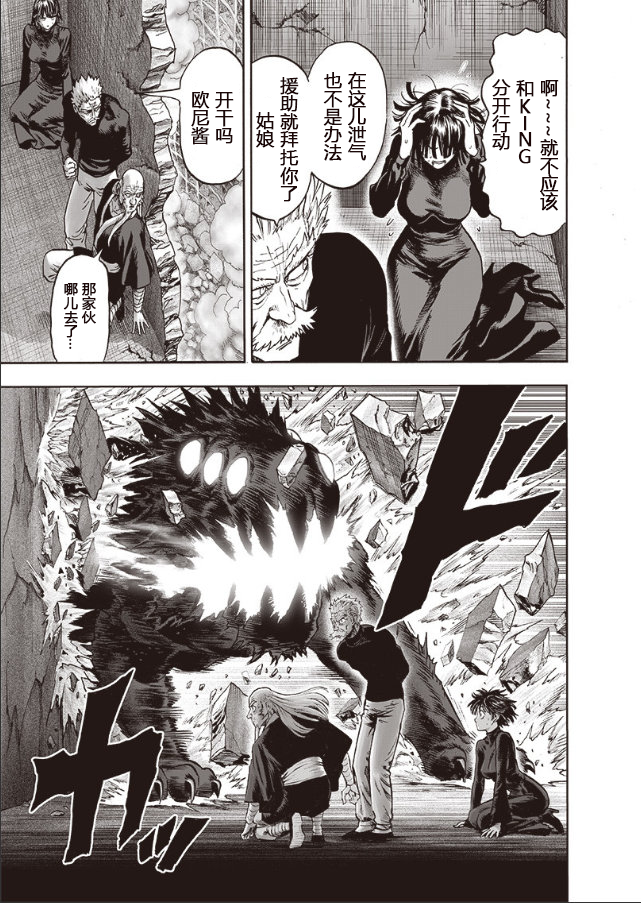 啊~~~就不应该
和KING
分开行动
在这儿泄气
也不是办法
援助就拜托你了
姑娘
开干吗
欧尼酱
那家伙
哪儿去了…
ドカッ